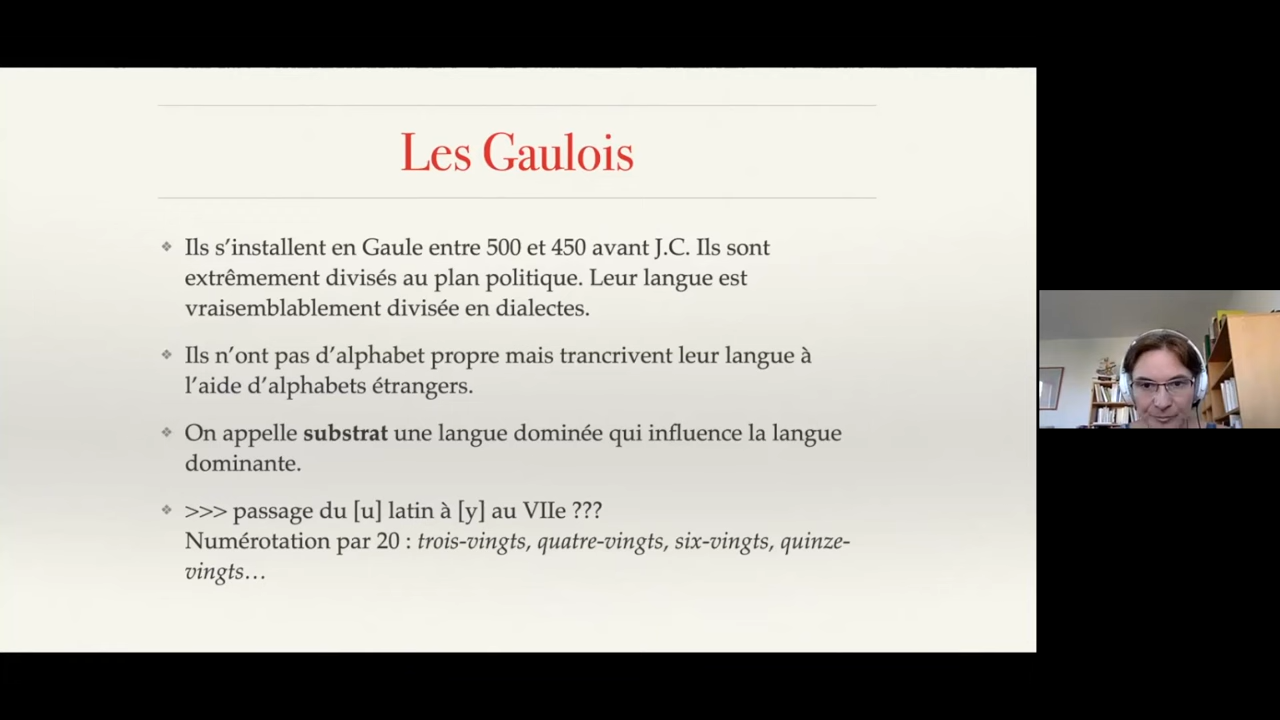 Les Gaulois
Ils s'installent en Gaule entre 500 et 450 avant J.C. Ils sont
extrêmement divisés au plan politique. Leur langue est
vraisemblablement divisée en dialectes.
Ils n'ont pas d'alphabet propre mais trancrivent leur langue à
l'aide d'alphabets étrangers.
On appelle substrat une langue dominée qui influence la langue
dominante.
>>> passage du [u] latin à [y] au VIIe ???
Numérotation par 20 : trois-vingts, quatre-vingts, six-vingts, quinze-
vingts…